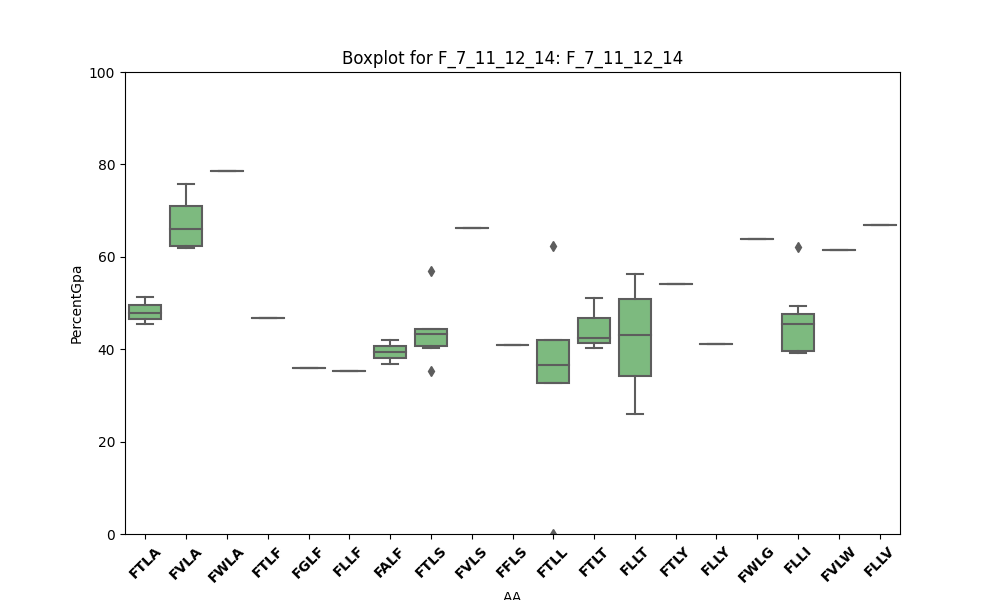 Boxplot for F_7_11_12_14: F_7_11_12_14
100
80
60
40
20
0
PercentGpa
FTLA
FVLA
FWLA
FTLF
FGLF
FLLF
FALF
FTLS
FVLS
FFLS
FTLL
FTLT
FLLT
FTLY
FLLY
FWLG
FLLI
FVLW
FLLV
AA